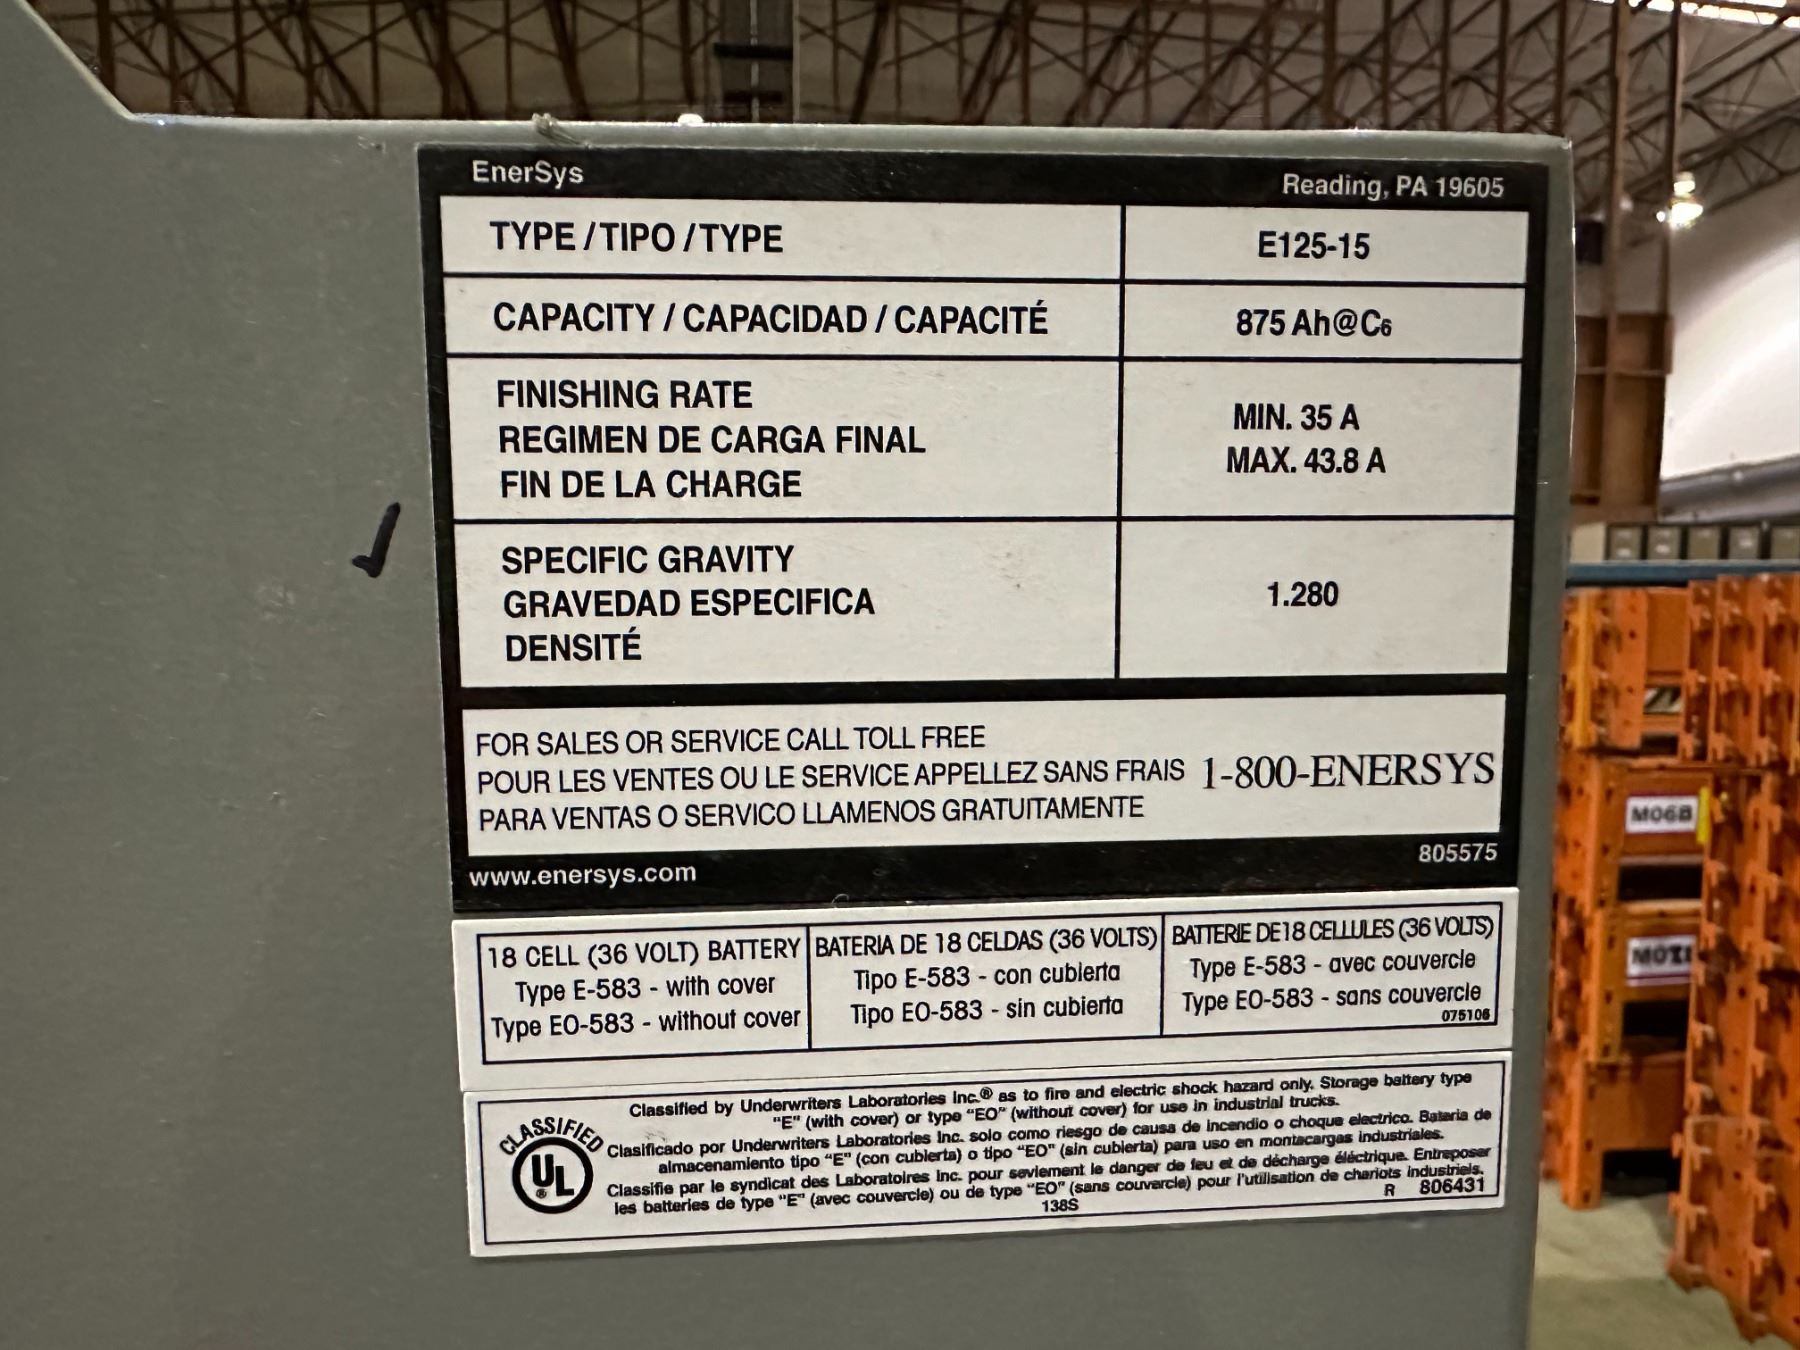 EnerSys
Reading, PA 19605
TYPE / TIPO / TYPE
E125-15
CAPACITY / CAPACIDAD / CAPACITÉ
875 Ah@C6
FINISHING RATE
REGIMEN DE CARGA FINAL
FIN DE LA CHARGE
MIN. 35 A
MAX. 43.8 A
SPECIFIC GRAVITY
GRAVEDAD ESPECIFICA
DENSITÉ
1.280
FOR SALES OR SERVICE CALL TOLL FREE
POUR LES VENTES OU LE SERVICE APPELLEZ SANS FRAIS
PARA VENTAS O SERVICO LLAMENOS GRATUITAMENTE
1-800-ENERSYS
www.enersys.com
805575
18 CELL (36 VOLT) BATTERY
Type E-583 - with cover
Type EO-583 - without cover
BATERIA DE 18 CELDAS (36 VOLTS)
Tipo E-583 - con cubierta
Tipo EO-583 - sin cubierta
BATTERIE DE 18 CELLULES (36 VOLTS)
Type E-583 - avec couvercle
Type EO-583 - sans couvercle
075106
CLASSIFIED
UL®
Classified by Underwriters Laboratories Inc.® as to fire and electric shock hazard only. Storage battery type
"E" (with cover) or type "EO" (without cover) for use in industrial trucks.
Clasificado por Underwriters Laboratories Inc. solo como riesgo de causa de incendio o choque electrico. Bateria de
almacenamiento tipo "E" (con cubierta) o tipo "EO" (sin cubierta) para uso en montacargas industriales.
Classifie par le syndicat des Laboratoires Inc. pour sevlement le danger de feu et de décharge éléctrique. Entreposer
les batteries de type "E" (avec couvercle) ou de type "EO" (sans couvercle) pour l'utilisation de chariots industriels.
138S
R 806431
M06B